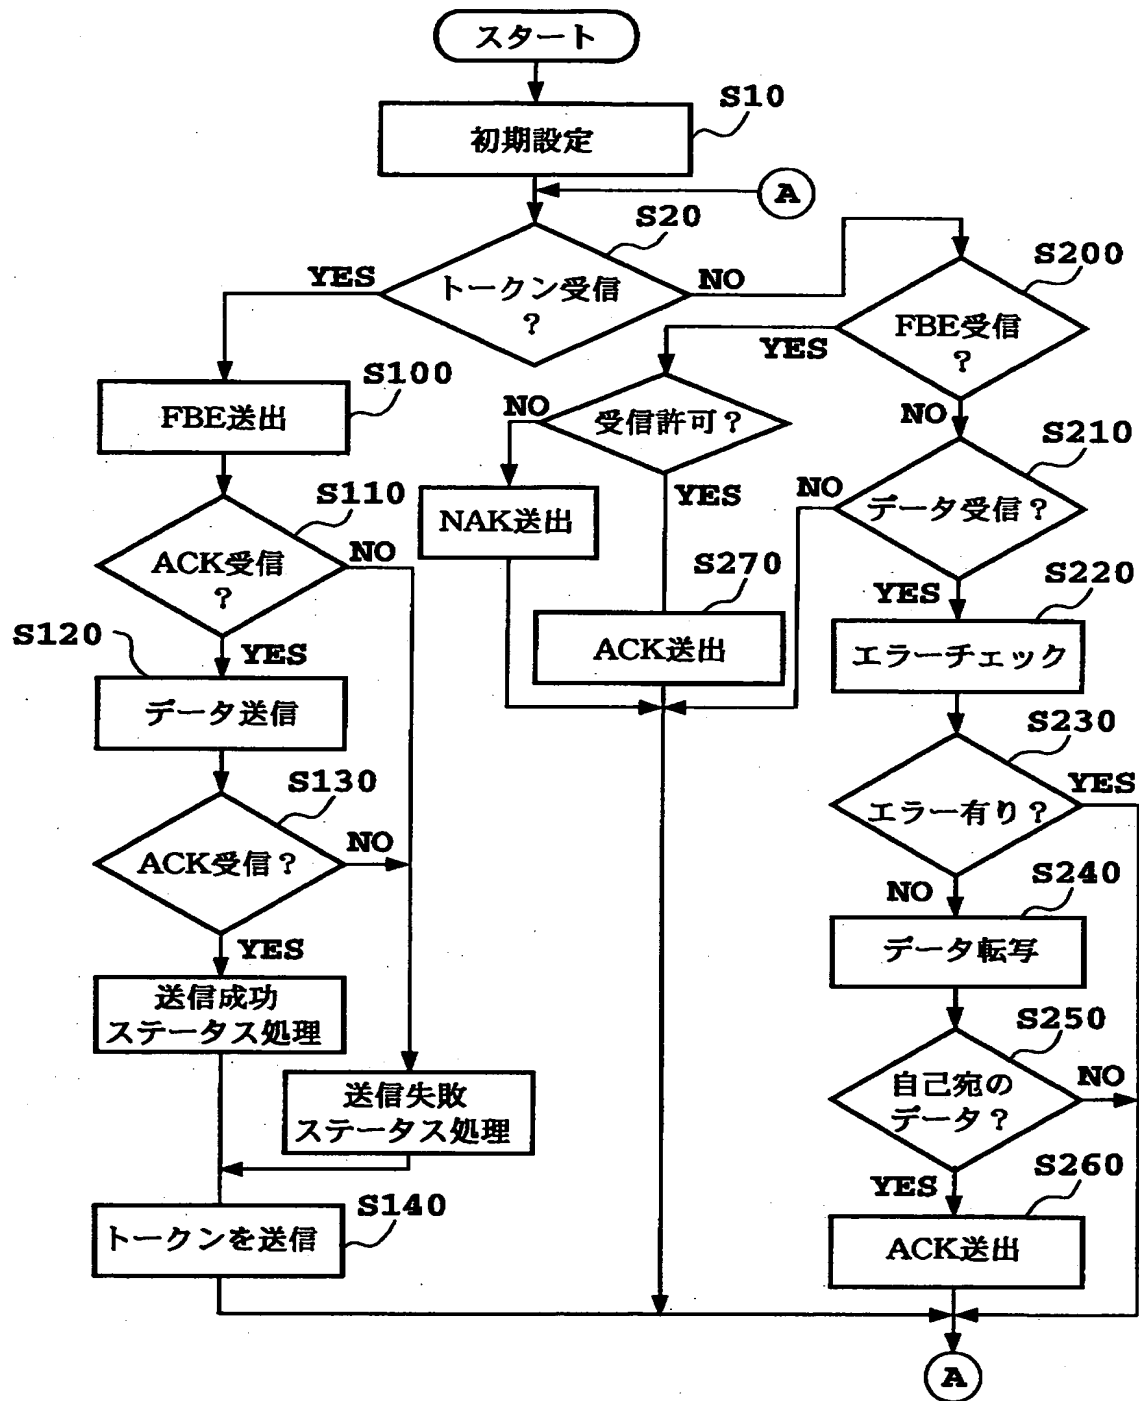 スタート
S10
初期設定
A
S20
トークン受信
?
YES
NO
S200
FBE受信
?
YES
NO
S100
FBE送出
受信許可?
NO
YES
S210
データ受信?
NO
YES
S110
ACK受信
?
NO
YES
NAK送出
S270
ACK送出
S220
エラーチェック
S120
データ送信
S230
エラー有り?
YES
NO
S130
ACK受信?
NO
YES
S240
データ転写
送信成功
ステータス処理
S250
自己宛の
データ?
NO
YES
送信失敗
ステータス処理
S140
トークンを送信
S260
ACK送出
A